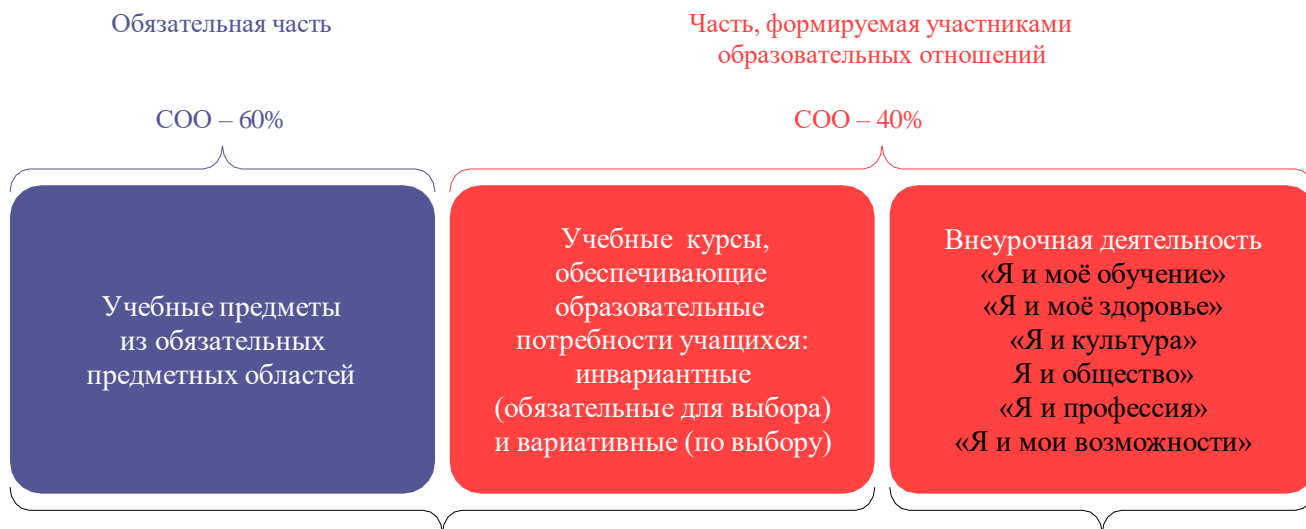 Обязательная часть
Часть, формируемая участниками
образовательных отношений
СОО – 60%
СОО – 40%
Учебные предметы
из обязательных
предметных областей
Учебные курсы,
обеспечивающие
образовательные
потребности учащихся:
инвариантные
(обязательные для выбора)
и вариативные (по выбору)
Внеурочная деятельность
«Я и моё обучение»
«Я и моё здоровье»
«Я и культура»
Я и общество»
«Я и профессия»
«Я и мои возможности»